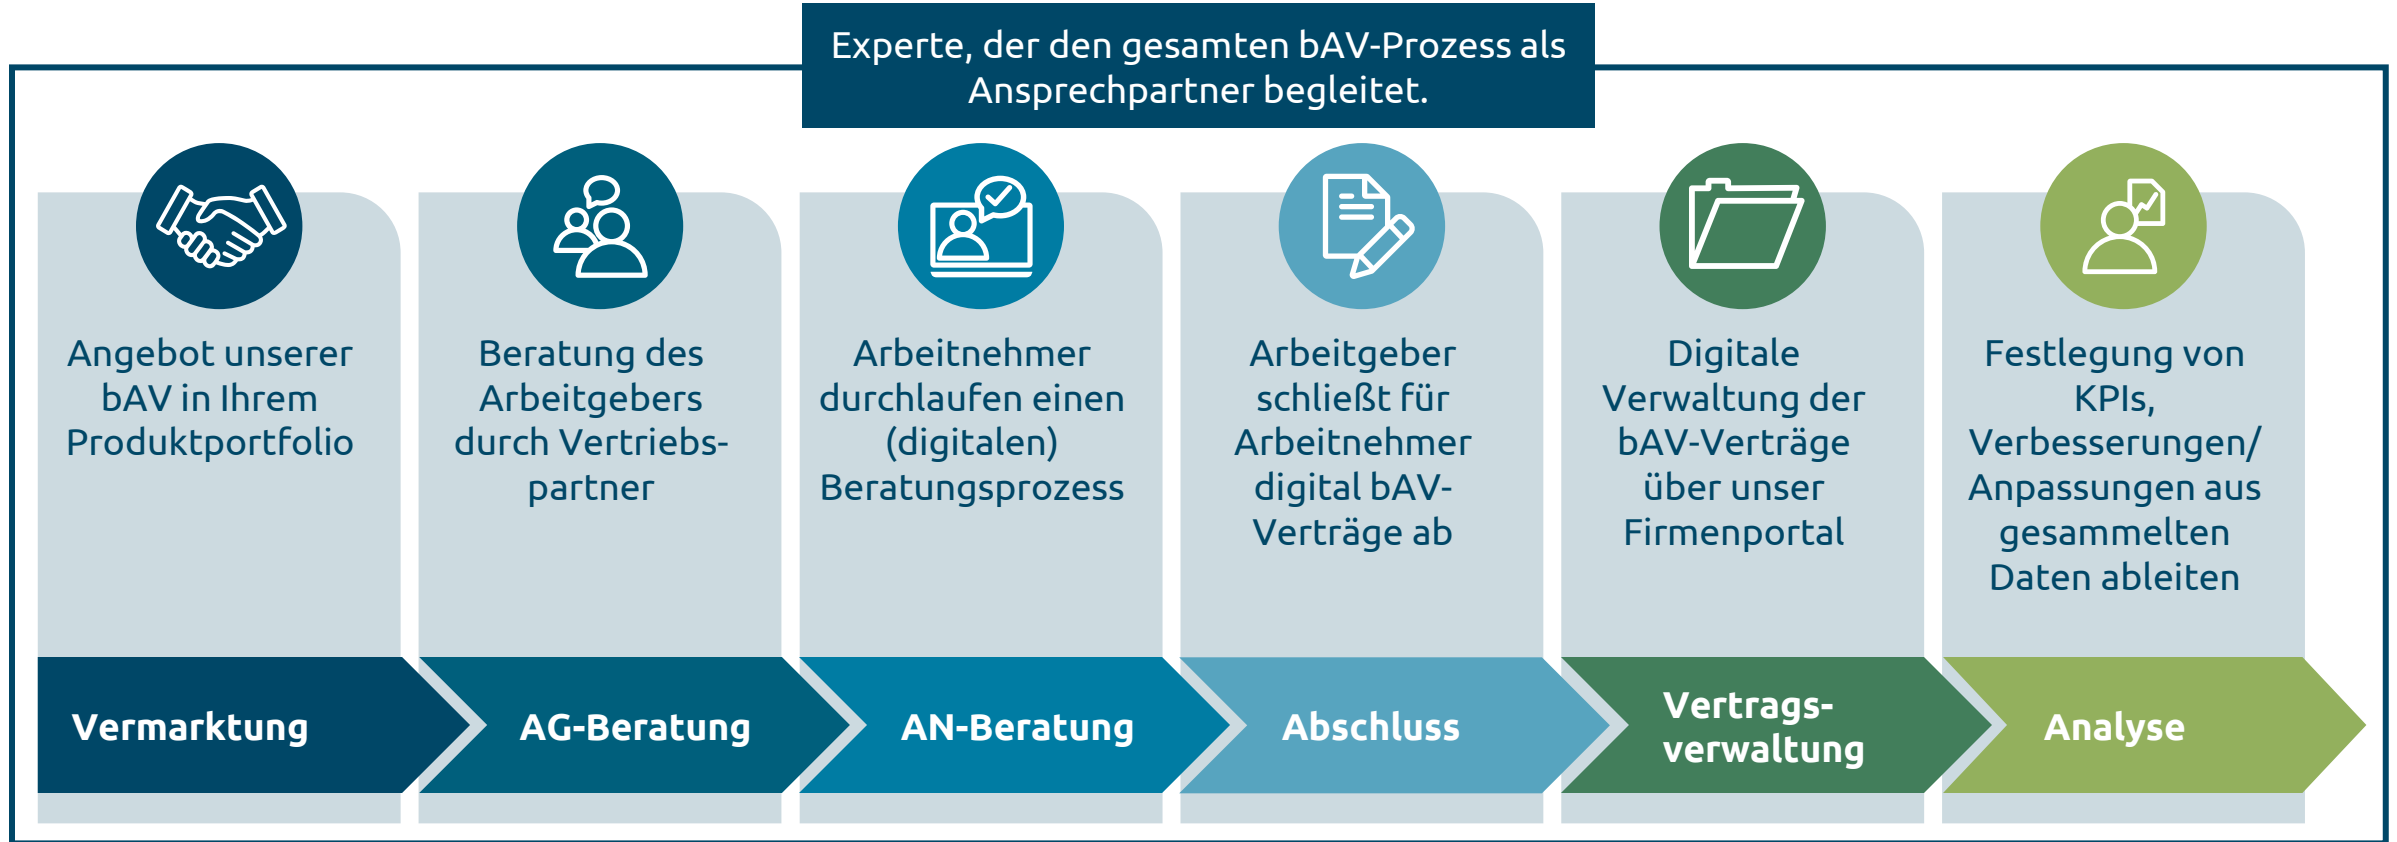 Experte, der den gesamten bAV-Prozess als
Ansprechpartner begleitet.
Angebot unserer
bAV in Ihrem
Produktportfolio
Beratung des
Arbeitgebers
durch Vertriebs-
partner
Arbeitnehmer
durchlaufen einen
(digitalen)
Beratungsprozess
Arbeitgeber
schließt für
Arbeitnehmer
digital bAV-
Verträge ab
Digitale
Verwaltung der
bAV-Verträge
über unser
Firmenportal
Festlegung von
KPIs,
Verbesserungen/
Anpassungen aus
gesammelten
Daten ableiten
Vermarktung
AG-Beratung
AN-Beratung
Abschluss
Vertrags-
verwaltung
Analyse